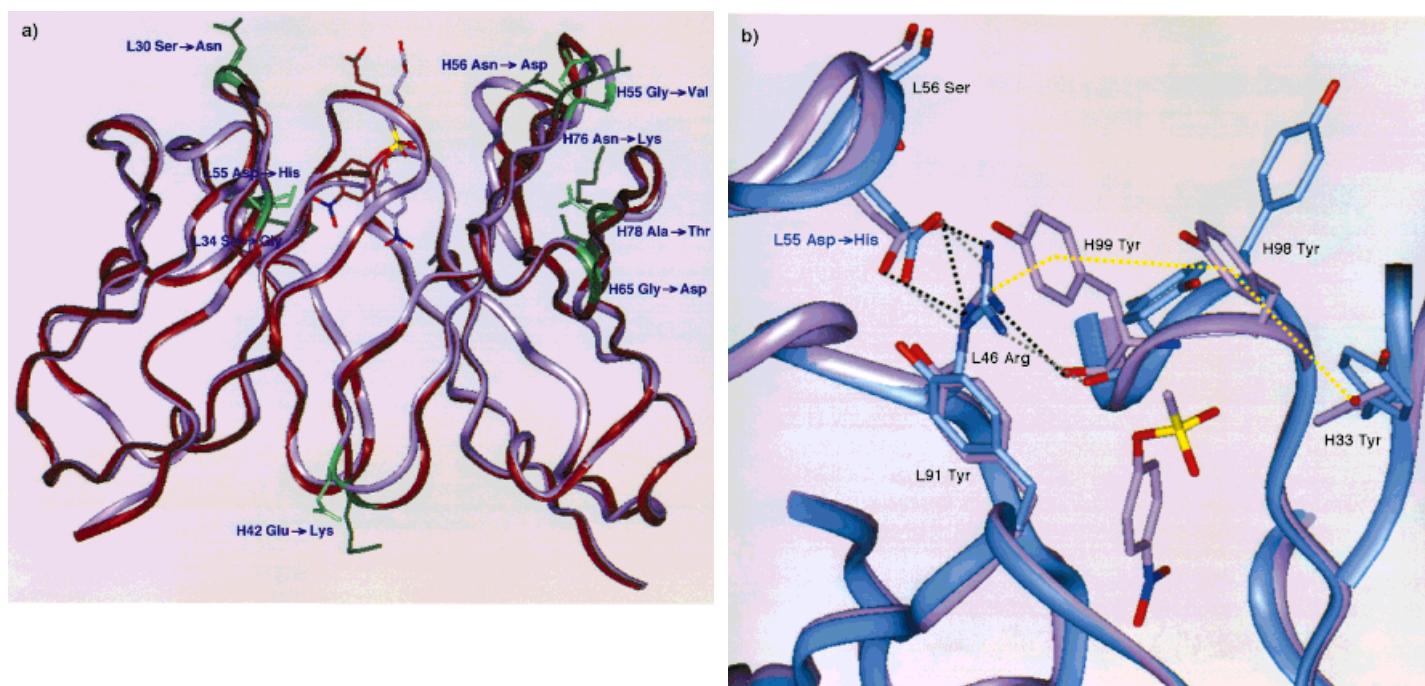 a)
L30 Ser→Asn
H56 Asn→Asp
H55 Gly→Val
H76 Asn→Lys
L55 Asp→His
H78 Ala→Thr
L34 Ser→Gly
H65 Gly→Asp
H42 Glu→Lys
b)
L56 Ser
L55 Asp→His
H99 Tyr
H98 Tyr
L46 Arg
H33 Tyr
L91 Tyr